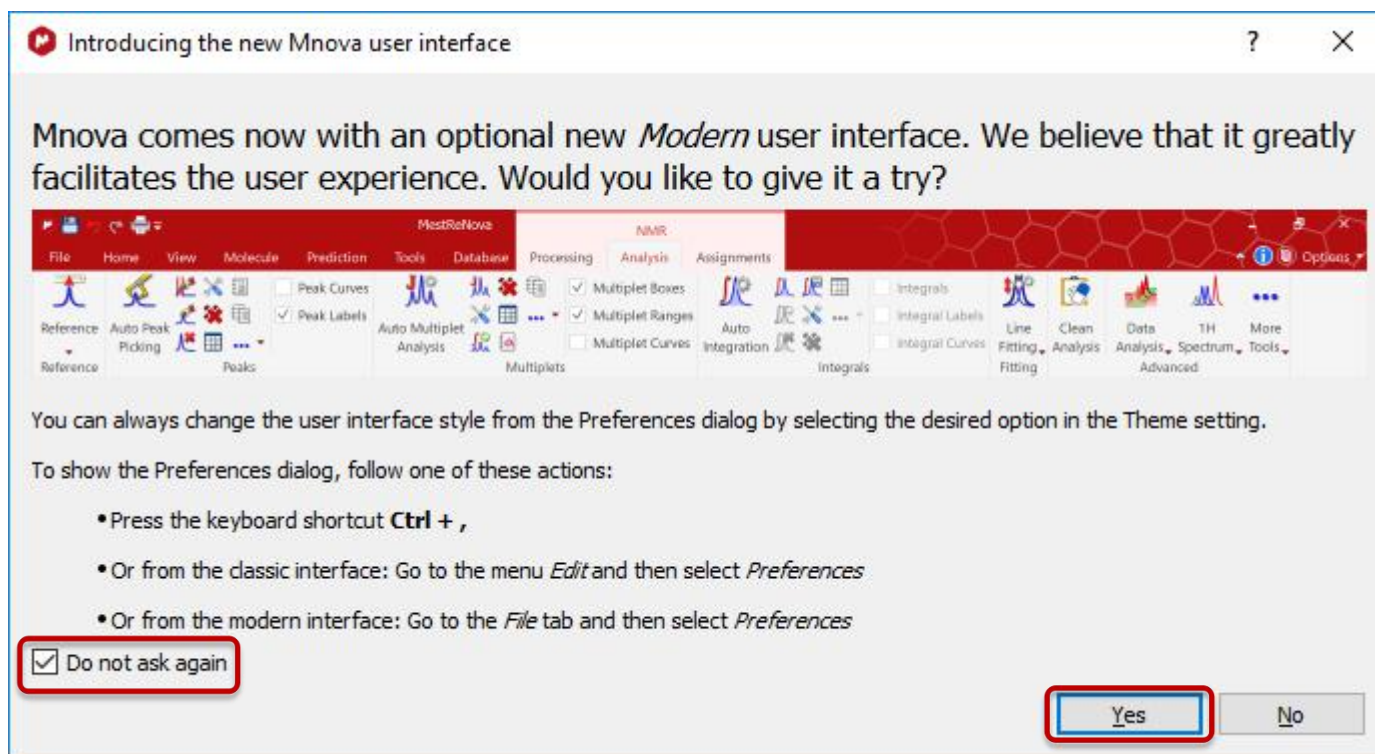 Introducing the new Mnova user interface
?
Mnova comes now with an optional new Modern user interface. We believe that it greatly
facilitates the user experience. Would you like to give it a try?
MestReNova NMR
File Home View Molecule Prediction Tools Database Processing Analysis Assignments Options
Peak Curves Multiplet Boxes Integrals
Peak Labels Multiplet Ranges Integral Labels
Multiplet Curves Integral Curves
Reference Auto Peak Auto Multiplet Auto Line Clean Data 1H More
Picking Analysis Integration Fitting Analysis Analysis Spectrum Tools
Reference Peaks Multiplets Integrals Fitting Advanced
You can always change the user interface style from the Preferences dialog by selecting the desired option in the Theme setting.
To show the Preferences dialog, follow one of these actions:
•Press the keyboard shortcut Ctrl + ,
•Or from the classic interface: Go to the menu Edit and then select Preferences
•Or from the modern interface: Go to the File tab and then select Preferences
Do not ask again
Yes No